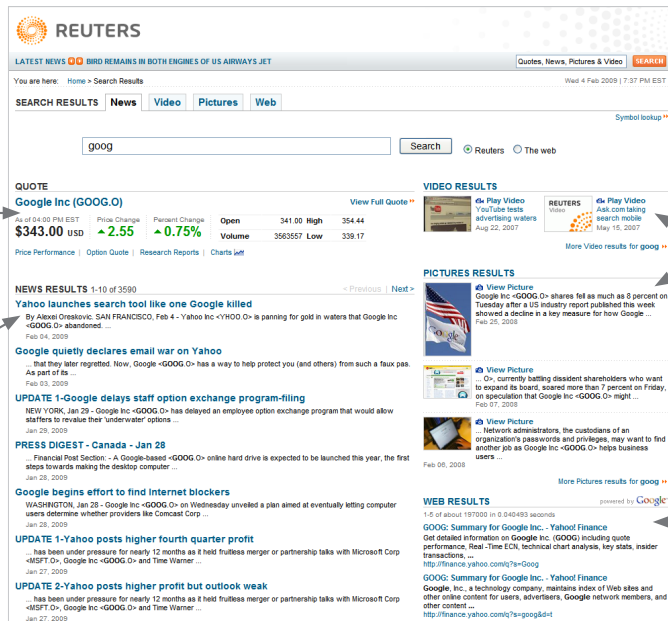 REUTERS
LATEST NEWS BIRD REMAINS IN BOTH ENGINES OF US AIRWAYS JET
Quotes, News, Pictures & Video SEARCH
You are here: Home > Search Results
Wed 4 Feb 2009 | 7:37 PM EST
SEARCH RESULTS News Video Pictures Web
Symbol lookup
goog Search Reuters The web
QUOTE
Google Inc (GOOG.O) View Full Quote
As of 04:00 PM EST Price Change Percent Change Open 341.00 High 354.44
$343.00 USD 2.55 0.75% Volume 3563557 Low 339.17
Price Performance | Option Quote | Research Reports | Charts
NEWS RESULTS 1-10 of 3590 < Previous | Next >
Yahoo launches search tool like one Google killed
By Alexei Oreskovic. SAN FRANCISCO, Feb 4 - Yahoo Inc <YHOO.O> is panning for gold in waters that Google Inc
<GOOG.O> abandoned. ...
Feb 04, 2009
Google quietly declares email war on Yahoo
... that they later regretted. Now, Google <GOOG.O> has a way to help protect you (and others) from such a faux pas.
As part of its ...
Feb 03, 2009
UPDATE 1-Google delays staff option exchange program-filing
NEW YORK, Jan 29 - Google Inc <GOOG.O> has delayed an employee option exchange program that would allow
staffers to revalue their 'underwater' options ...
Jan 29, 2009
PRESS DIGEST - Canada - Jan 28
... Financial Post Section: - A Google-based <GOOG.O> online hard drive is expected to be launched this year, the first
steps towards making the desktop computer ...
Jan 28, 2009
Google begins effort to find Internet blockers
WASHINGTON, Jan 28 - Google Inc <GOOG.O> on Wednesday unveiled a plan aimed at eventually letting computer
users determine whether providers like Comcast Corp ...
Jan 28, 2009
UPDATE 1-Yahoo posts higher fourth quarter profit
... has been under pressure for nearly 12 months as it held fruitless merger or partnership talks with Microsoft Corp
<MSFT.O>, Google Inc <GOOG.O> and Time Warner ...
Jan 27, 2009
UPDATE 2-Yahoo posts higher profit but outlook weak
... has been under pressure for nearly 12 months as it held fruitless merger or partnership talks with Microsoft Corp
<MSFT.O>, Google Inc <GOOG.O> and Time Warner ...
Jan 27, 2009
VIDEO RESULTS
Play Video
YouTube tests
advertising waters
Aug 22, 2007
REUTERS
Video
Play Video
Ask.com taking
search mobile
May 15, 2007
More Video results for goog
PICTURES RESULTS
View Picture
Google Inc <GOOG.O> shares fell as much as 8 percent on
Tuesday after a US industry report published this week
showed a decline in a key measure for how Google ...
Feb 25, 2008
Google
View Picture
... O>, currently battling dissident shareholders who want
to expand its board, soared more than 7 percent on Friday,
on speculation that Google Inc <GOOG.O> might ...
Feb 07, 2008
View Picture
... Network administrators, the custodians of an
organization's passwords and privileges, may want to find
another job as Google Inc <GOOG.O> helps business
users ...
Feb 06, 2008
More Pictures results for goog
WEB RESULTS powered by Google
1-5 of about 197000 in 0.040493 seconds
GOOG: Summary for Google Inc. - Yahoo! Finance
Get detailed information on Google Inc. (GOOG) including quote
performance, Real -Time ECN, technical chart analysis, key stats, insider
transactions, ...
http://finance.yahoo.com/q?s=Goog
GOOG: Summary for Google Inc. - Yahoo! Finance
Google, Inc., a technology company, maintains index of Web sites and
other online content for users, advertisers, Google network members, and
other content ...
http://finance.yahoo.com/q?s=goog&d=t